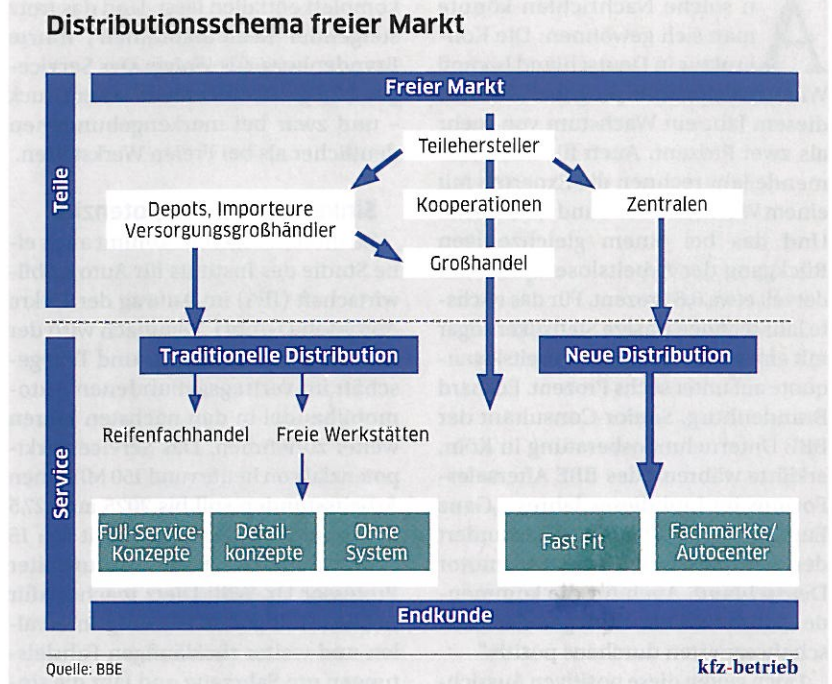 Distributionsschema freier Markt
Freier Markt
Teile
Teilehersteller
Depots, Importeure
Versorgungsgroßhändler
Kooperationen
Zentralen
Großhandel
Service
Traditionelle Distribution
Neue Distribution
Reifenfachhandel
Freie Werkstätten
Full-Service-
Konzepte
Detail-
konzepte
Ohne
System
Fast Fit
Fachmärkte/
Autocenter
Endkunde
Quelle: BBE
kfz-betrieb